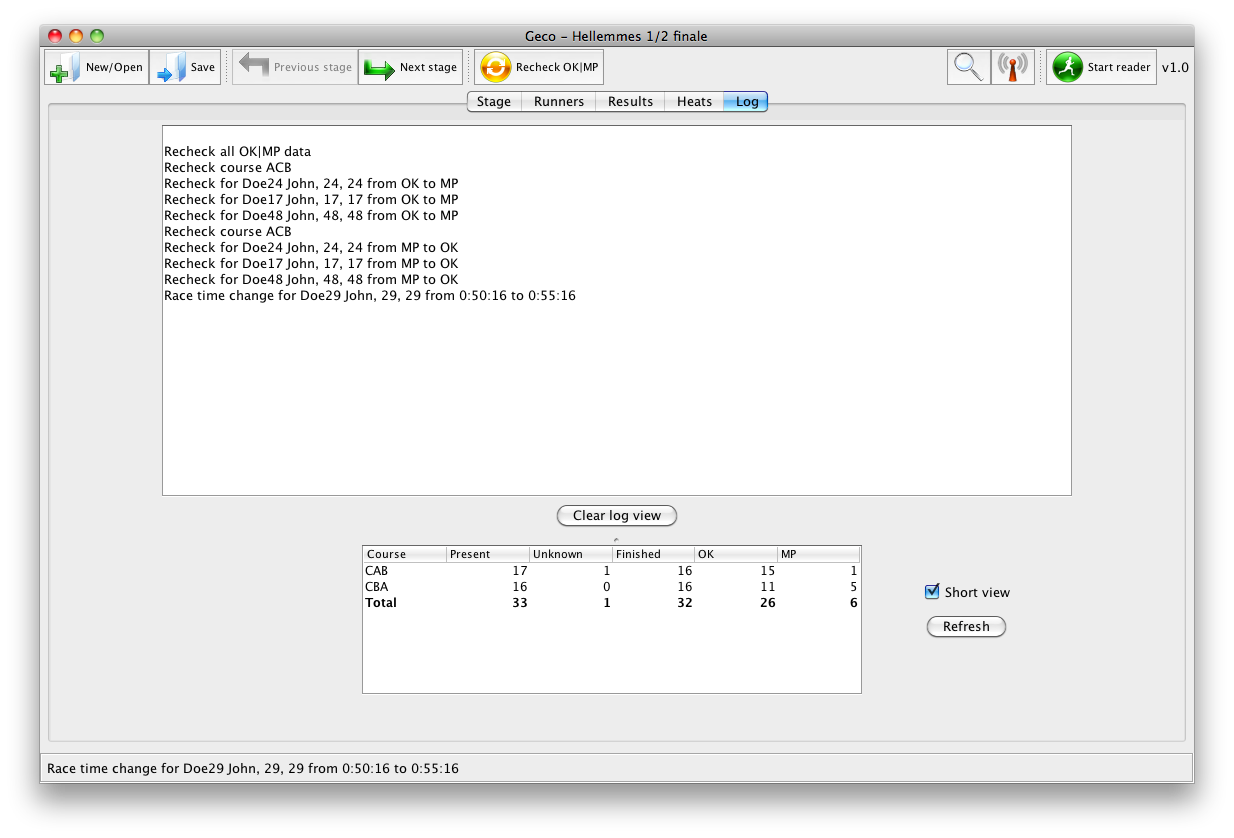 Geco - Hellemmes 1/2 finale
New/Open Save Previous stage Next stage Recheck OK|MP Start reader v1.0
Stage Runners Results Heats Log
Recheck all OK|MP data
Recheck course ACB
Recheck for Doe24 John, 24, 24 from OK to MP
Recheck for Doe17 John, 17, 17 from OK to MP
Recheck for Doe48 John, 48, 48 from OK to MP
Recheck course ACB
Recheck for Doe24 John, 24, 24 from MP to OK
Recheck for Doe17 John, 17, 17 from MP to OK
Recheck for Doe48 John, 48, 48 from MP to OK
Race time change for Doe29 John, 29, 29 from 0:50:16 to 0:55:16
Clear log view
Course Present Unknown Finished OK MP
CAB 17 1 16 15 1
CBA 16 0 16 11 5
Total 33 1 32 26 6
Short view
Refresh
Race time change for Doe29 John, 29, 29 from 0:50:16 to 0:55:16